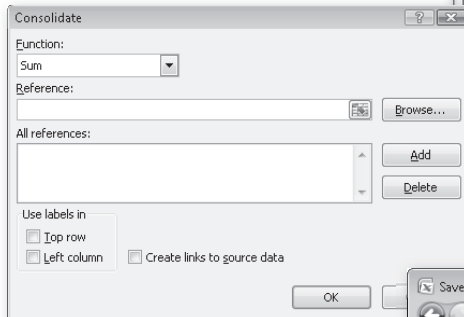 Consolidate
Function:
Sum
Reference:
Browse...
All references:
Add
Delete
Use labels in
Top row
Left column
Create links to source data
OK
Save